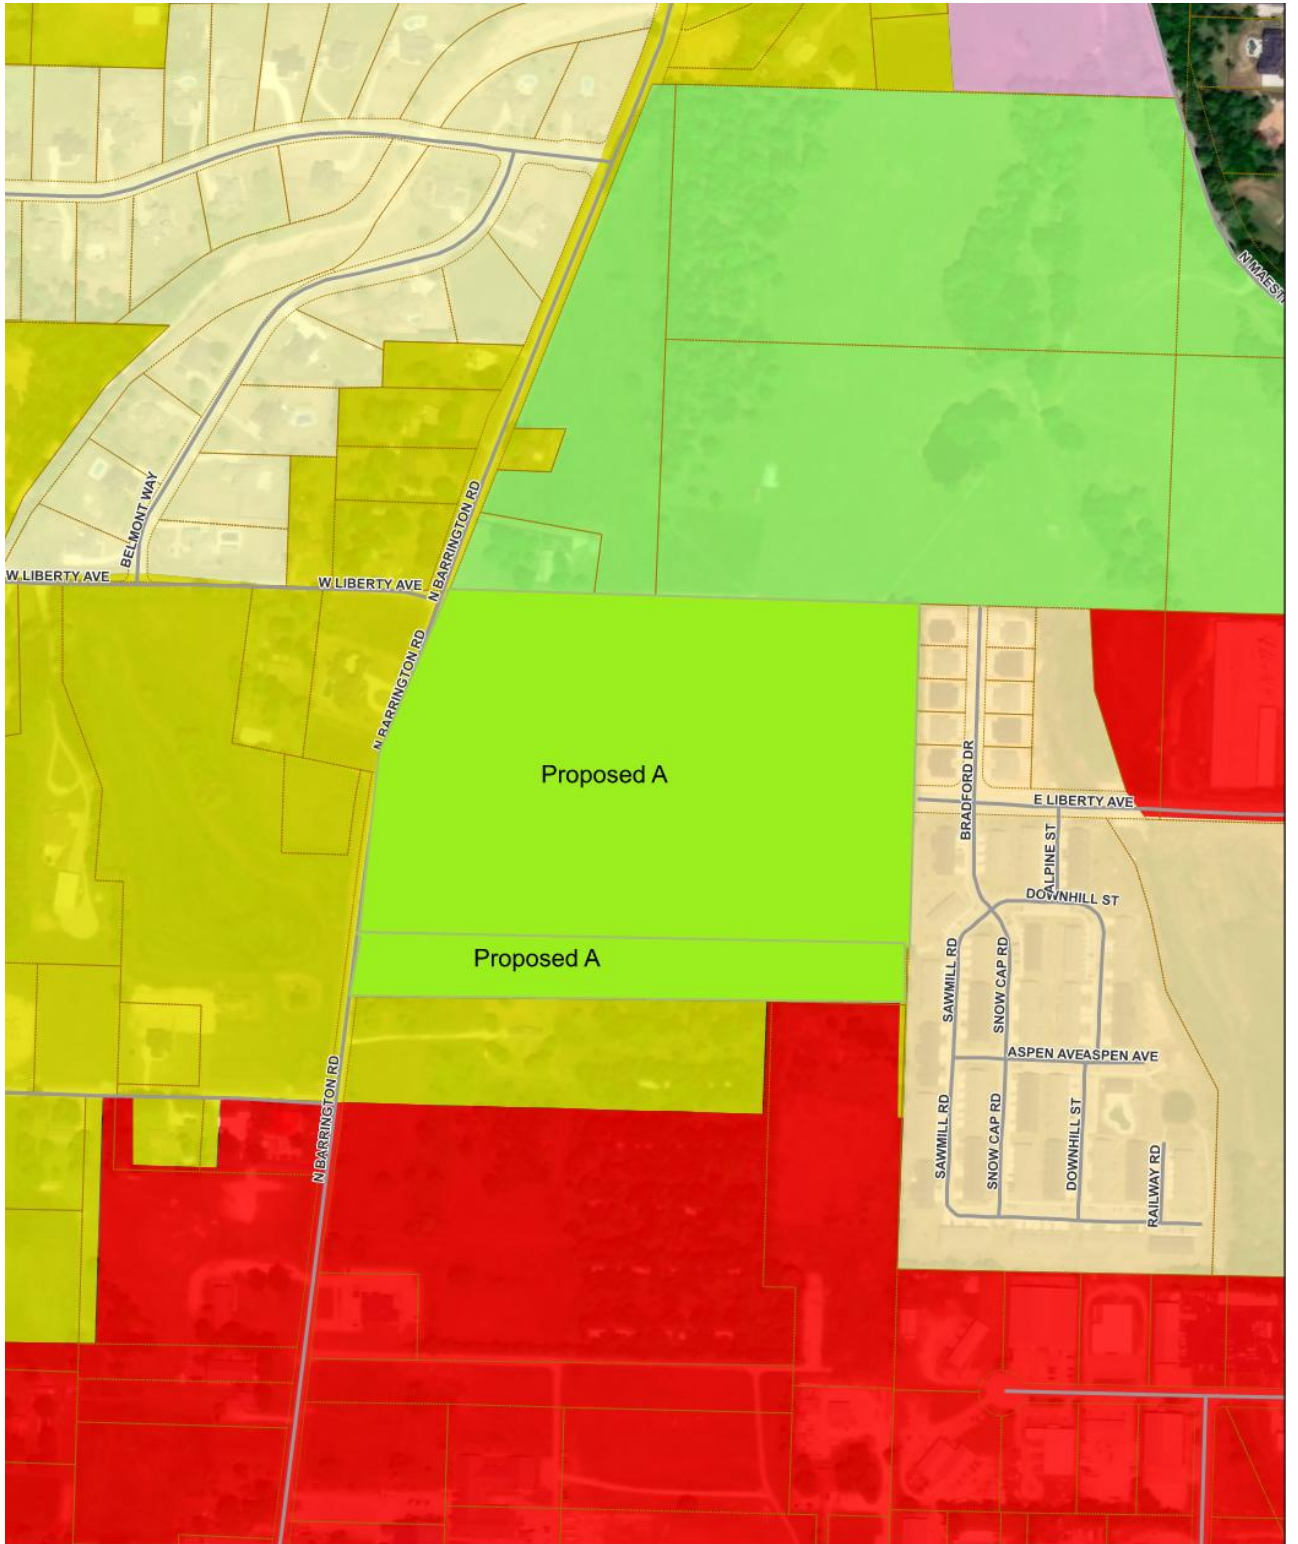 N MAEST
BELMONT WAY
W LIBERTY AVE
W LIBERTY AVE
N BARRINGTON RD
N BARRINGTON RD
Proposed A
BRADFORD DR
E LIBERTY AVE
ALPINE ST
DOWNHILL ST
Proposed A
SAWMILL RD
SNOW CAP RD
ASPEN AVE
ASPEN AVE
N BARRINGTON RD
SAWMILL RD
SNOW CAP RD
DOWNHILL ST
RAILWAY RD